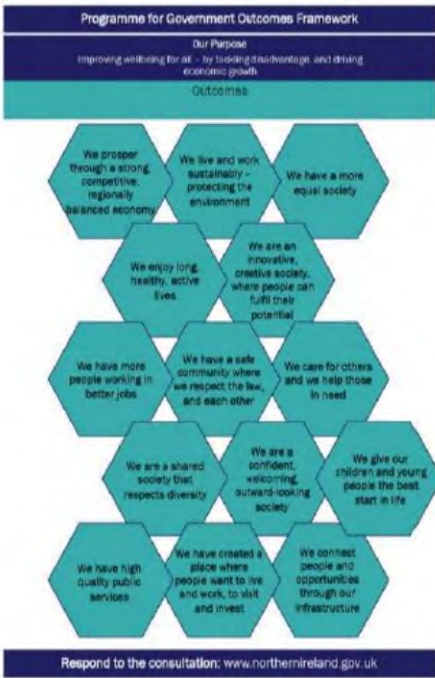 Programme for Government Outcomes Framework
Our Purpose
Improving wellbeing for all – by tackling disadvantage, and driving
economic growth
Outcomes
We prosper
through a strong,
competitive,
regionally
balanced economy
We live and work
sustainably –
protecting the
environment
We have a more
equal society
We enjoy long,
healthy, active
lives
We are an
innovative,
creative society,
where people can
fulfil their
potential
We have more
people working in
better jobs
We have a safe
community where
we respect the law,
and each other
We care for others
and we help those
in need
We are a shared
society that
respects diversity
We are a
confident,
welcoming,
outward-looking
society
We give our
children and young
people the best
start in life
We have high
quality public
services
We have created a
place where
people want to live
and work, to visit
and invest
We connect
people and
opportunities
through our
infrastructure
Respond to the consultation: www.northernireland.gov.uk